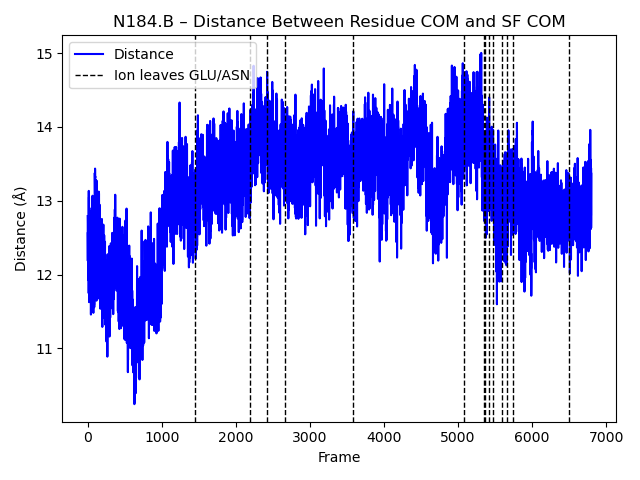 N184.B – Distance Between Residue COM and SF COM
Distance
Ion leaves GLU/ASN
15
14
13
12
11
Distance (Å)
0 1000 2000 3000 4000 5000 6000 7000
Frame